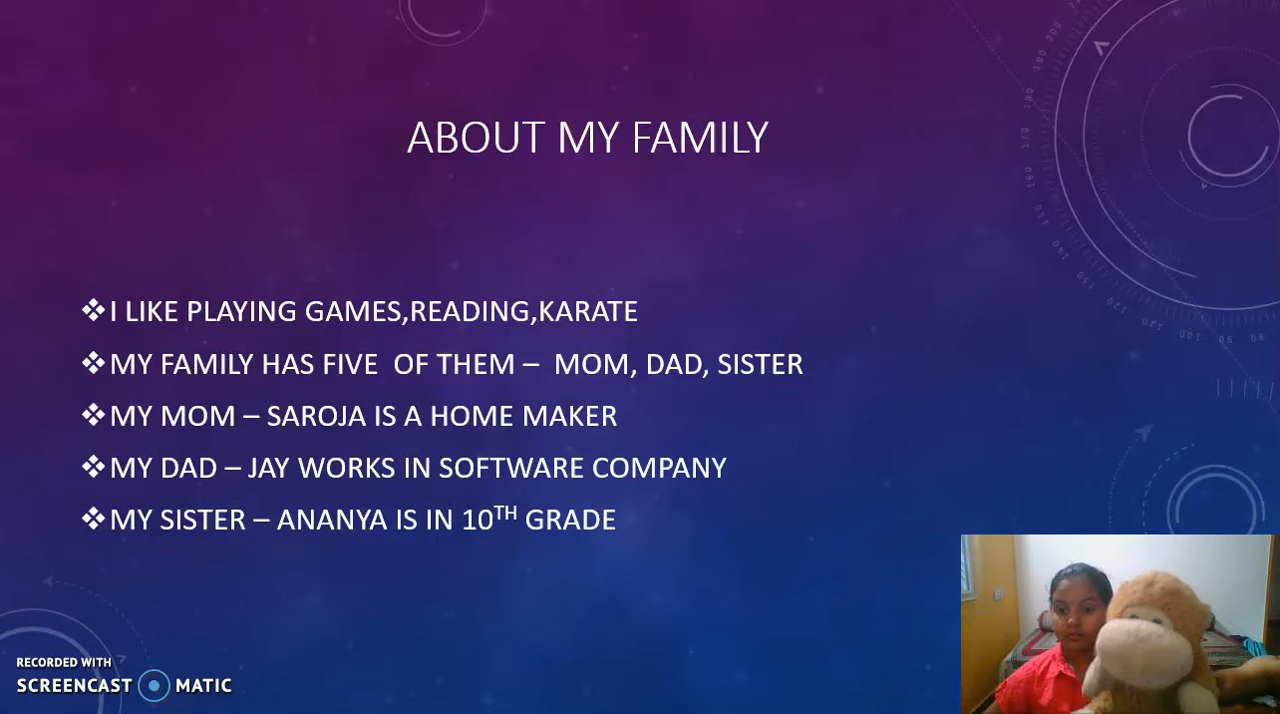 ABOUT MY FAMILY
❖I LIKE PLAYING GAMES,READING,KARATE
❖MY FAMILY HAS FIVE  OF THEM –  MOM, DAD, SISTER
❖MY MOM – SAROJA IS A HOME MAKER
❖MY DAD – JAY WORKS IN SOFTWARE COMPANY
❖MY SISTER – ANANYA IS IN 10TH GRADE
RECORDED WITH
SCREENCAST MATIC